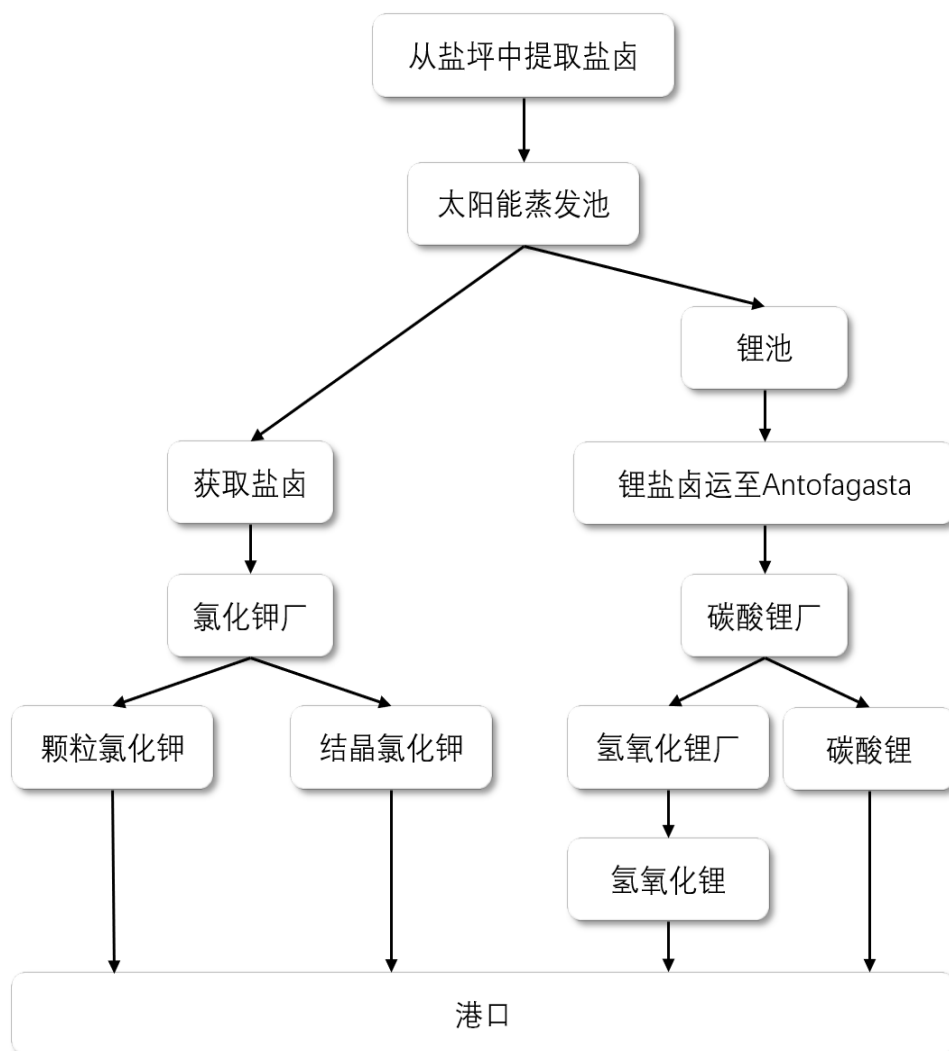 从盐坪中提取盐卤
太阳能蒸发池
锂池
获取盐卤
锂盐卤运至Antofagasta
氯化钾厂
碳酸锂厂
颗粒氯化钾
结晶氯化钾
氢氧化锂厂
碳酸锂
氢氧化锂
港口